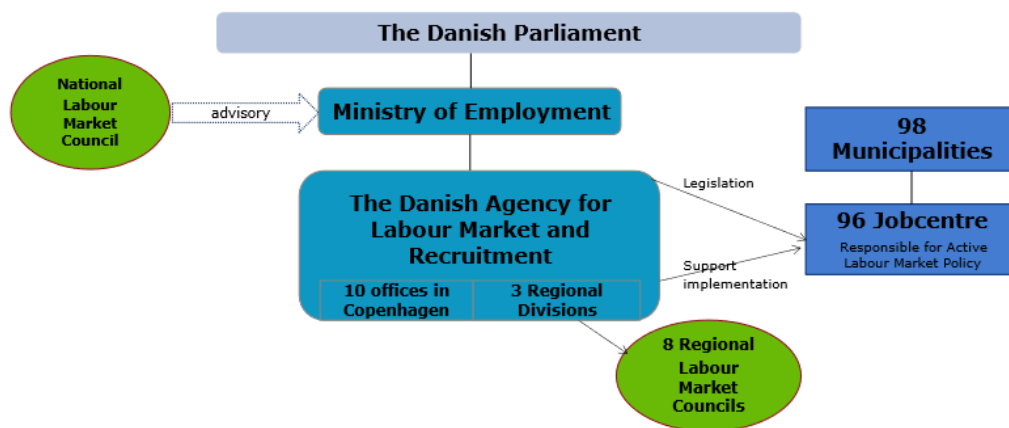 The Danish Parliament
National
Labour
Market
Council
advisory
Ministry of Employment
98
Municipalities
The Danish Agency for
Labour Market and
Recruitment
10 offices in
Copenhagen
3 Regional
Divisions
Legislation
Support
implementation
96 Jobcentre
Responsible for Active
Labour Market Policy
8 Regional
Labour
Market
Councils